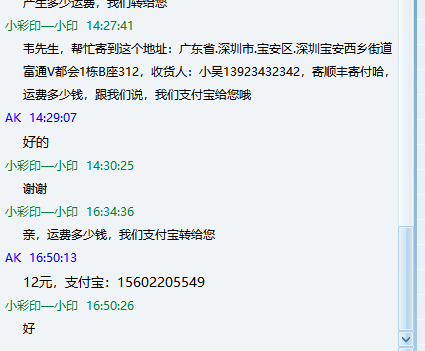 产生多少运费，我们转给您
小彩印—小印 14:27:41
韦先生，帮忙寄到这个地址：广东省.深圳市.宝安区.深圳宝安西乡街道
富通V都会1栋B座312，收货人：小吴13923432342，寄顺丰寄付哈，
运费多少钱，跟我们说，我们支付宝给您哦
AK 14:29:07
好的
小彩印—小印 14:30:25
谢谢
小彩印—小印 16:34:36
亲，运费多少钱，我们支付宝转给您
AK 16:50:13
12元，支付宝：15602205549
小彩印—小印 16:50:26
好